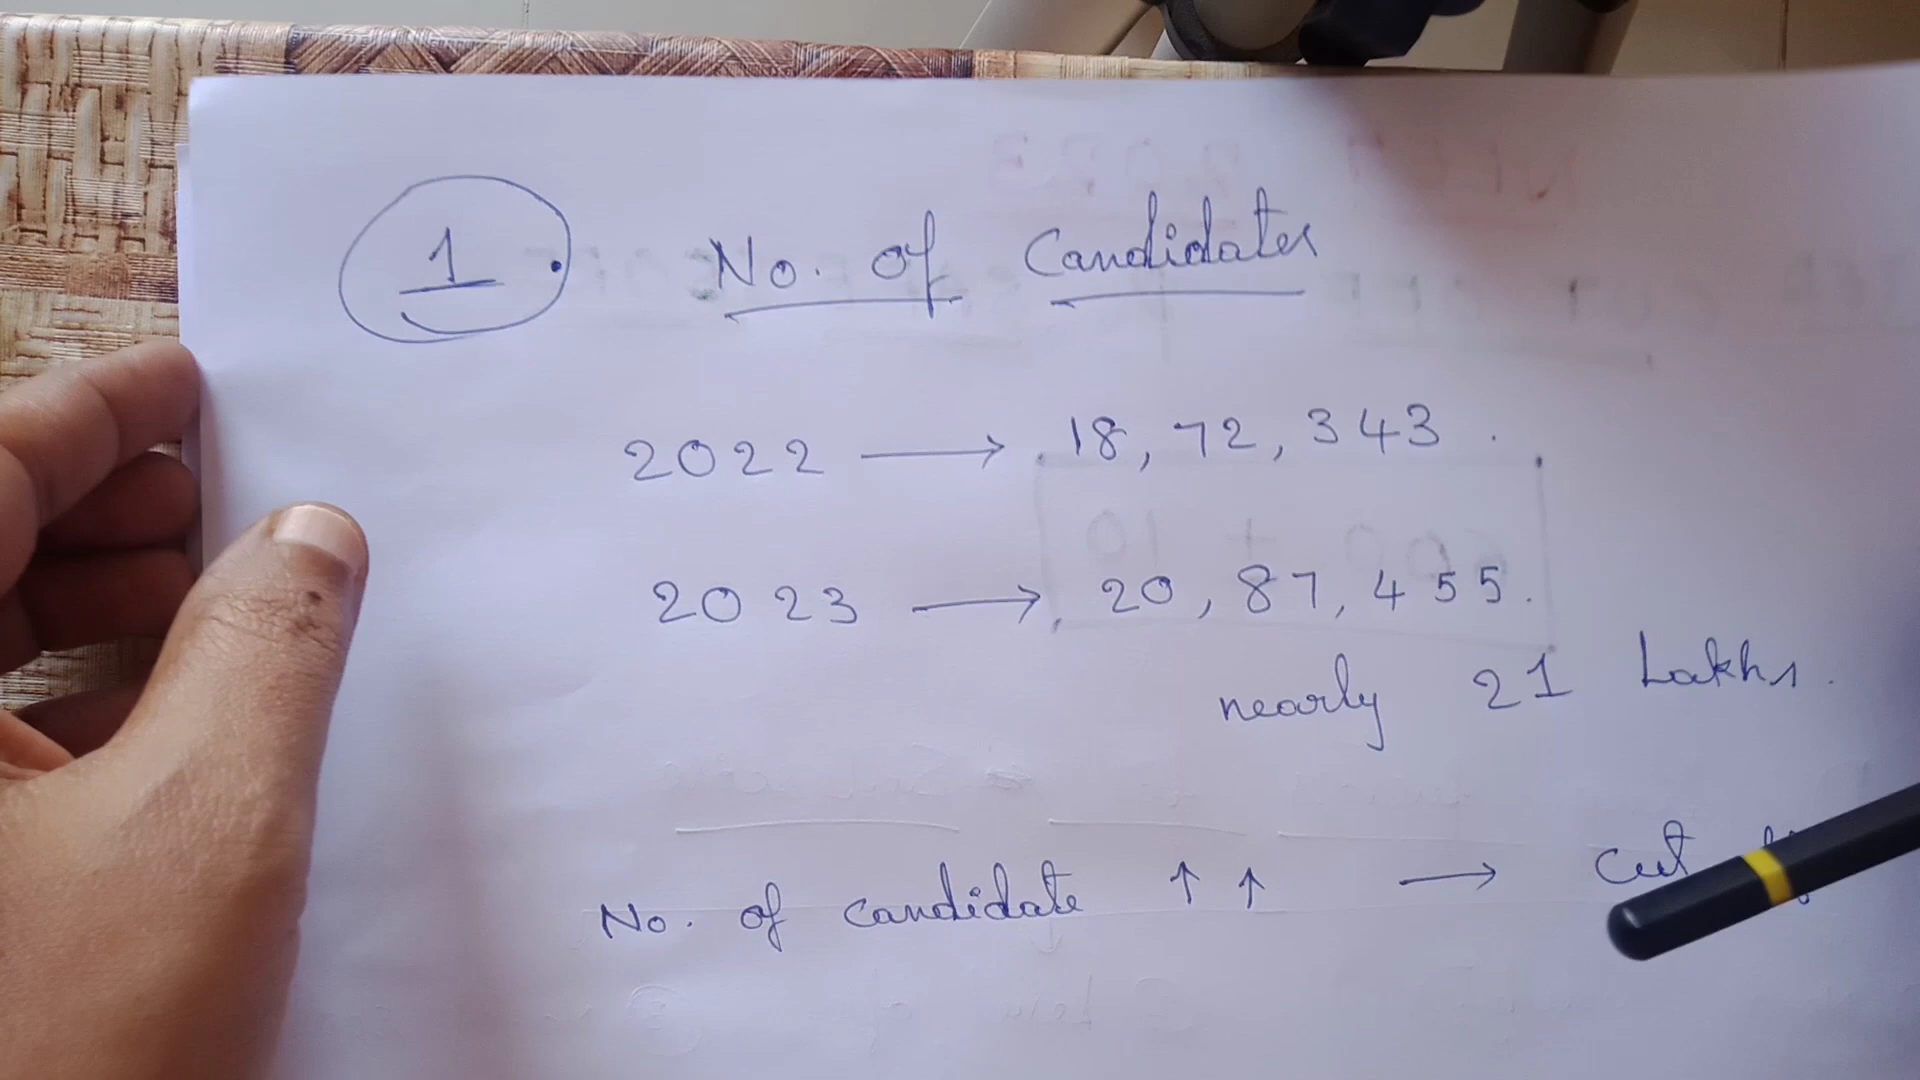 1. No. of Candidates
2022 → 18,72,343.
2023 → 20,87,455.
nearly 21 Lakhs.
No. of candidate ↑ ↑ → Cut